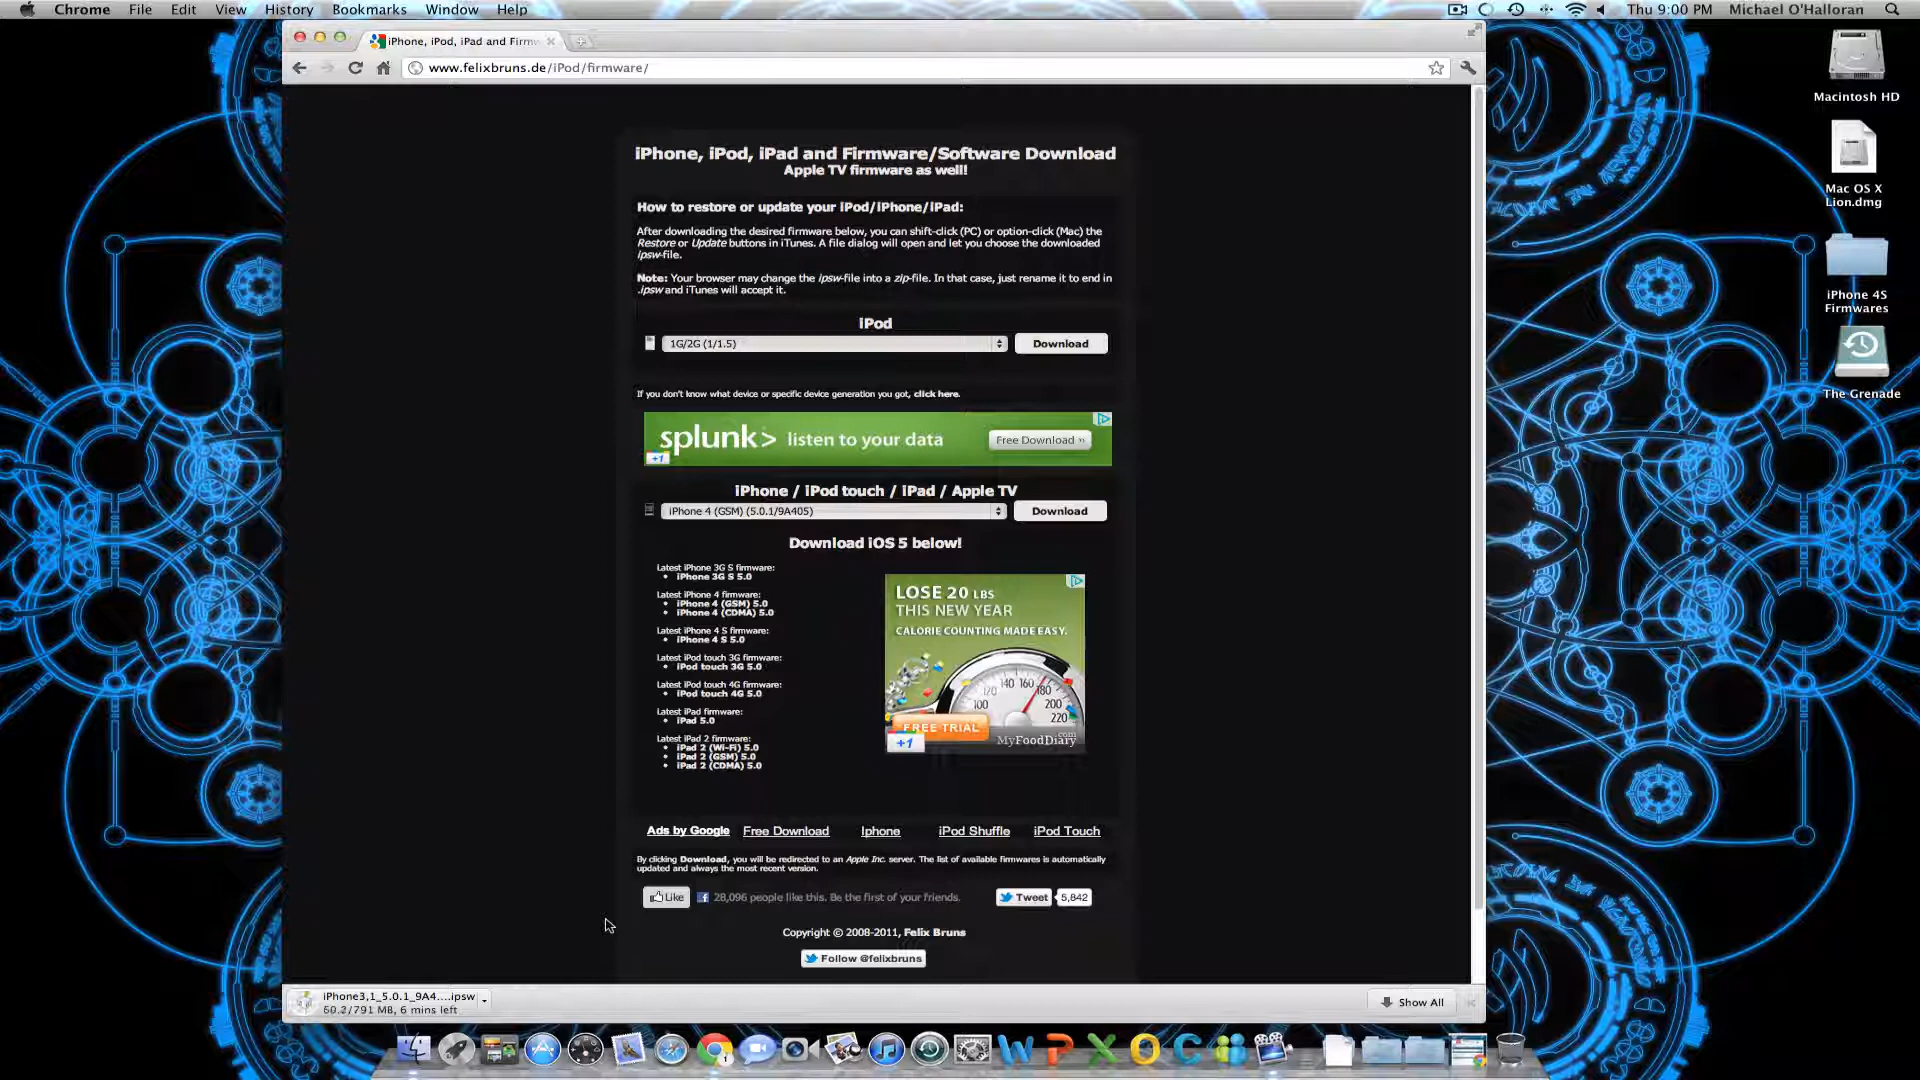 Chrome File Edit View History Bookmarks Window Help
Thu 9:00 PM Michael O'Halloran
iPhone, iPod, iPad and Firmw
www.felixbruns.de/iPod/firmware/
iPhone, iPod, iPad and Firmware/Software Download
Apple TV firmware as well!
How to restore or update your iPod/iPhone/iPad:
After downloading the desired firmware below, you can shift-click (PC) or option-click (Mac) the
Restore or Update buttons in iTunes. A file dialog will open and let you choose the downloaded
ipsw-file.
Note: Your browser may change the ipsw-file into a zip-file. In that case, just rename it to end in
.ipsw and iTunes will accept it.
iPod
1G/2G (1/1.5) Download
If you don't know what device or specific device generation you got, click here.
splunk> listen to your data Free Download »
+1
iPhone / iPod touch / iPad / Apple TV
iPhone 4 (GSM) (5.0.1/9A405) Download
Download iOS 5 below!
Latest iPhone 3G S firmware:
• iPhone 3G S 5.0
Latest iPhone 4 firmware:
• iPhone 4 (GSM) 5.0
• iPhone 4 (CDMA) 5.0
Latest iPhone 4 S firmware:
• iPhone 4 S 5.0
Latest iPod touch 3G firmware:
• iPod touch 3G 5.0
Latest iPod touch 4G firmware:
• iPod touch 4G 5.0
Latest iPad firmware:
• iPad 5.0
Latest iPad 2 firmware:
• iPad 2 (Wi-Fi) 5.0
• iPad 2 (GSM) 5.0
• iPad 2 (CDMA) 5.0
LOSE 20 LBS
THIS NEW YEAR
CALORIE COUNTING MADE EASY.
100 120 140 160 180 200 220
FREE TRIAL
+1
MyFoodDiary.com
Ads by Google Free Download Iphone iPod Shuffle iPod Touch
By clicking Download, you will be redirected to an Apple Inc. server. The list of available firmwares is automatically
updated and always the most recent version.
Like 28,096 people like this. Be the first of your friends. Tweet 5,842
Copyright © 2008-2011, Felix Bruns
Follow @felixbruns
iPhone3,1_5.0.1_9A4....ipsw
60.2/791 MB, 6 mins left
Show All
Macintosh HD
Mac OS X
Lion.dmg
iPhone 4S
Firmwares
The Grenade